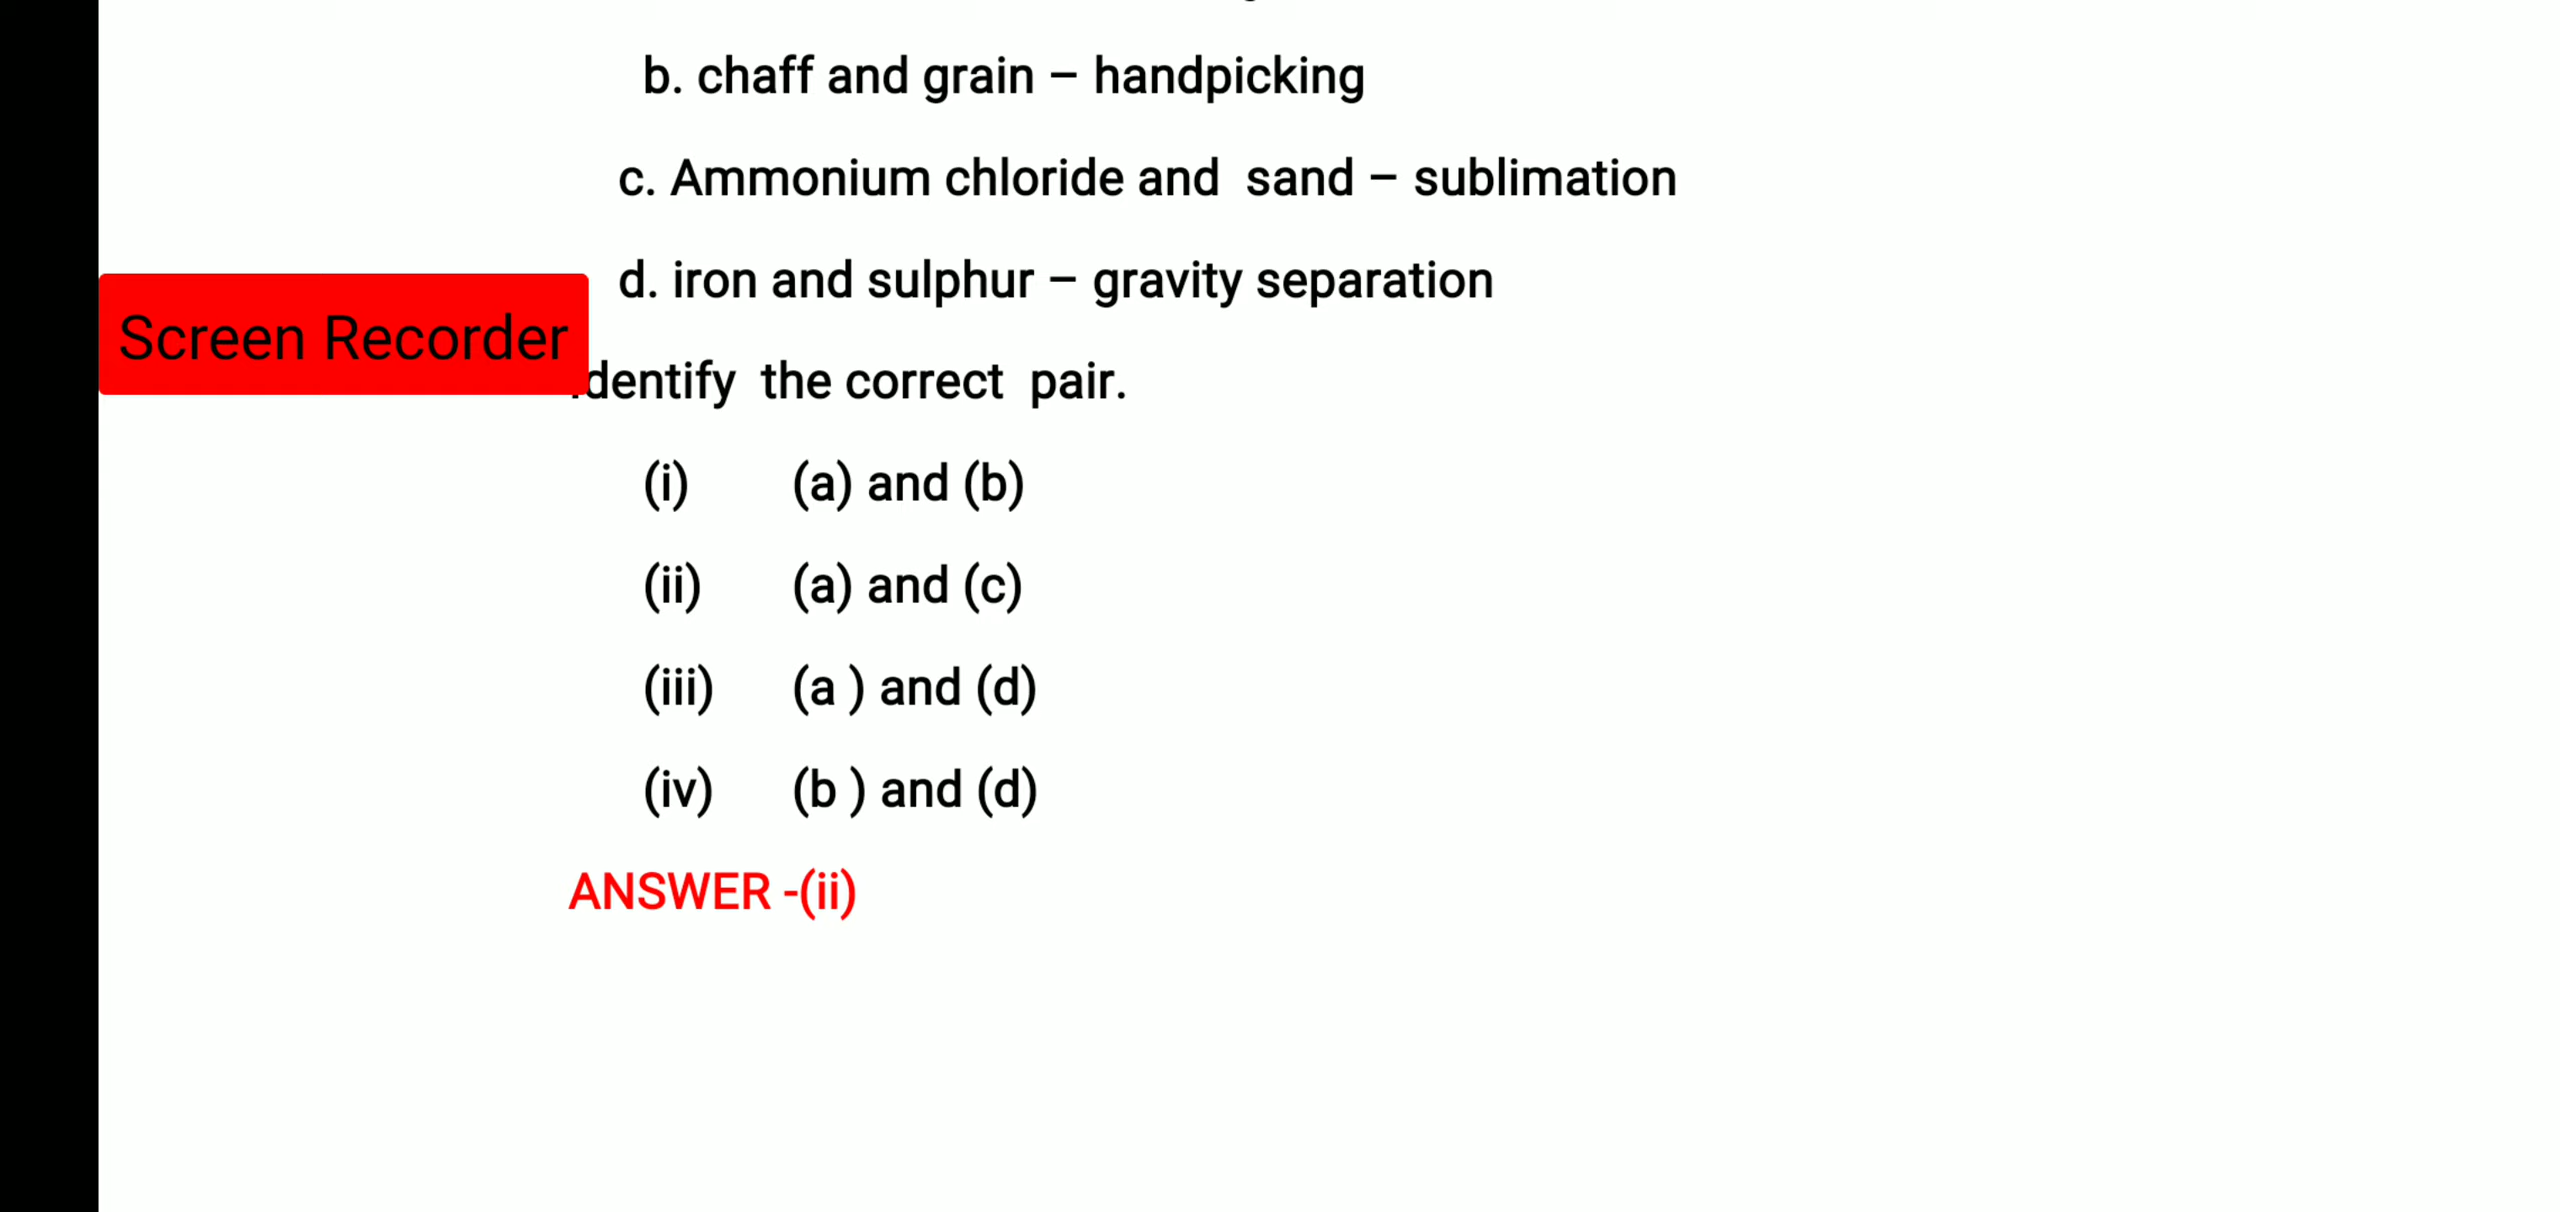 b. chaff and grain – handpicking
c. Ammonium chloride and sand – sublimation
d. iron and sulphur – gravity separation
Screen Recorder
dentify the correct pair.
(i) (a) and (b)
(ii) (a) and (c)
(iii) (a ) and (d)
(iv) (b ) and (d)
ANSWER -(ii)